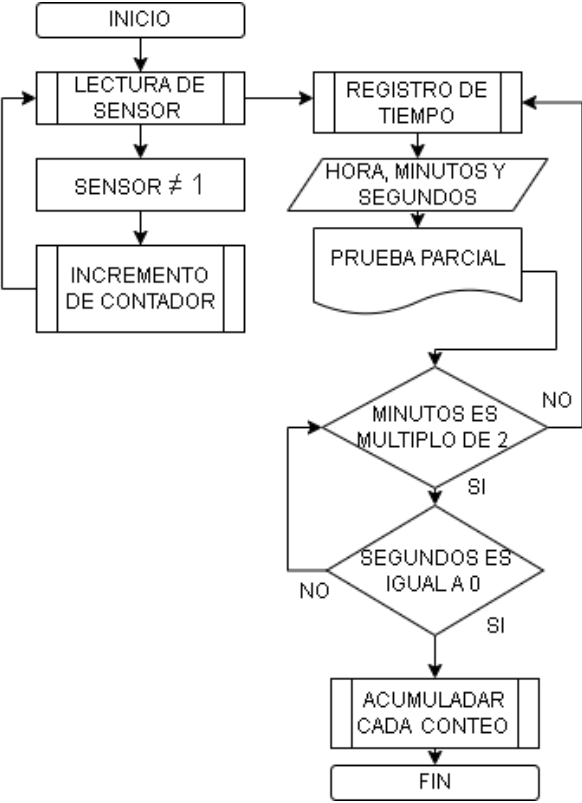 INICIO
LECTURA DE
SENSOR
SENSOR ≠ 1
INCREMENTO
DE CONTADOR
REGISTRO DE
TIEMPO
HORA, MINUTOS Y
SEGUNDOS
PRUEBA PARCIAL
MINUTOS ES
MULTIPLO DE 2
NO
SI
SEGUNDOS ES
IGUAL A 0
NO
SI
ACUMULADAR
CADA CONTEO
FIN